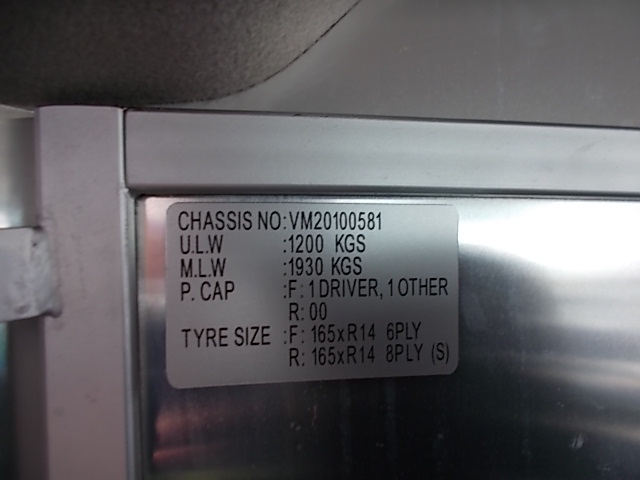 CHASSIS NO:VM20100581
U.L.W :1200 KGS
M.L.W :1930 KGS
P. CAP :F: 1 DRIVER, 1 OTHER
R: 00
TYRE SIZE :F: 165xR14 6PLY
R: 165xR14 8PLY (S)